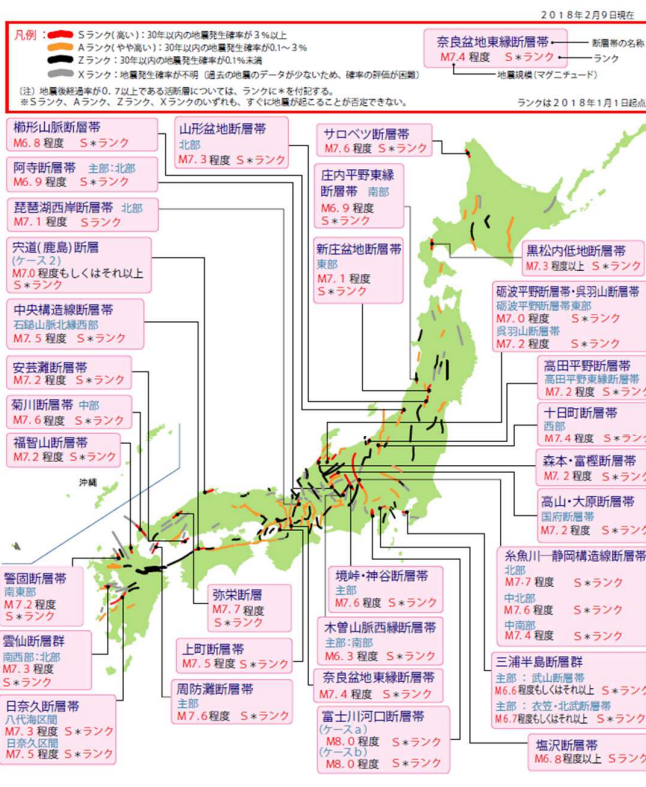 2018年2月9日現在
凡例：
Sランク(高い)：30年以内の地震発生確率が3％以上
Aランク(やや高い)：30年以内の地震発生確率が0.1～3％
Zランク：30年以内の地震発生確率が0.1%未満
Xランク：地震発生確率が不明（過去の地震のデータが少ないため、確率の評価が困難）
奈良盆地東縁断層帯
M7.4 程度 S＊ランク
断層帯の名称
ランク
地震規模(マグニチュード)
（注）地震後経過率が0.7以上である活断層については、ランクに＊を付記する。
※Sランク、Aランク、Zランク、Xランクのいずれも、すぐに地震が起こることが否定できない。
ランクは2018年1月1日起点
櫛形山脈断層帯
M6.8 程度 S＊ランク
阿寺断層帯 主部:北部
M6.9 程度 S＊ランク
琵琶湖西岸断層帯 北部
M7.1 程度 S＊ランク
宍道(鹿島)断層
(ケース2)
M7.0 程度もしくはそれ以上
S＊ランク
中央構造線断層帯
石鎚山脈北縁西部
M7.5 程度 S＊ランク
安芸灘断層帯
M7.2 程度 S＊ランク
菊川断層帯 中部
M7.6 程度 S＊ランク
福智山断層帯
M7.2 程度 S＊ランク
沖縄
山形盆地断層帯
北部
M7.3 程度 S＊ランク
サロベツ断層帯
M7.6 程度 S＊ランク
庄内平野東縁
断層帯 南部
M6.9 程度
S＊ランク
新庄盆地断層帯
東部
M7.1 程度
S＊ランク
黒松内低地断層帯
M7.3 程度以上 S＊ランク
砺波平野断層帯・呉羽山断層帯
砺波平野断層帯東部
M7.0 程度 S＊ランク
呉羽山断層帯
M7.2 程度 S＊ランク
高田平野断層帯
高田平野東縁断層帯
M7.2 程度 S＊ランク
十日町断層帯
西部
M7.4 程度 S＊ランク
森本・富樫断層帯
M7.2 程度 S＊ランク
高山・大原断層帯
国府断層帯
M7.2 程度 S＊ランク
糸魚川―静岡構造線断層帯
北部
M7.7 程度 S＊ランク
中北部
M7.6 程度 S＊ランク
中南部
M7.4 程度 S＊ランク
警固断層帯
南東部
M7.2 程度
S＊ランク
雲仙断層群
南西部:北部
M7.3 程度
S＊ランク
日奈久断層帯
八代海区間
M7.3 程度 S＊ランク
日奈久区間
M7.5 程度 S＊ランク
弥栄断層
M7.7 程度
S＊ランク
上町断層帯
M7.5 程度 S＊ランク
周防灘断層帯
主部
M7.6程度 S＊ランク
境峠・神谷断層帯
主部
M7.6 程度 S＊ランク
木曽山脈西縁断層帯
主部:南部
M6.3 程度 S＊ランク
奈良盆地東縁断層帯
M7.4 程度 S＊ランク
富士川河口断層帯
(ケースa)
M8.0 程度 S＊ランク
(ケースb)
M8.0 程度 S＊ランク
三浦半島断層群
主部：武山断層帯
M6.6程度もしくはそれ以上 S＊ランク
主部：衣笠・北武断層帯
M6.7程度もしくはそれ以上 S＊ランク
塩沢断層帯
M6.8程度以上 Sランク